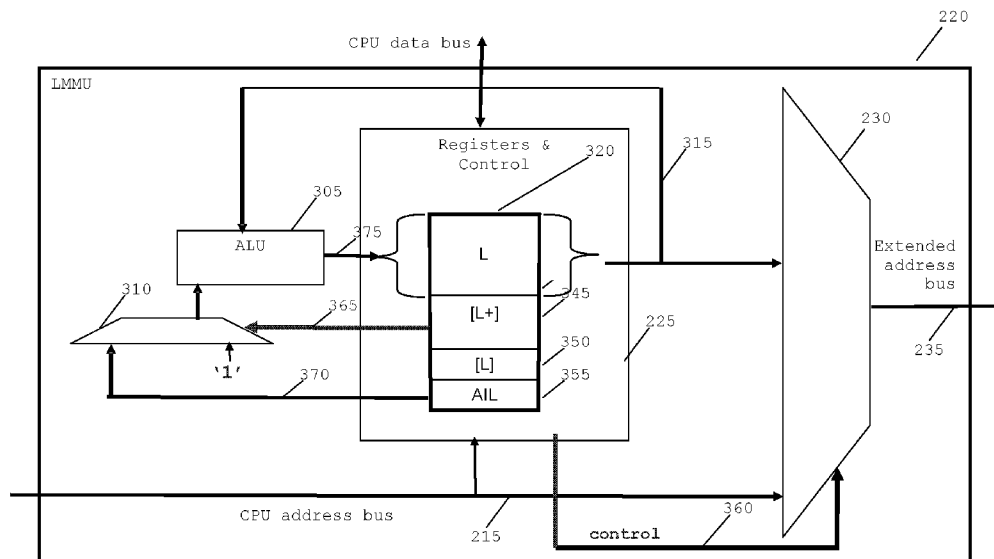 220
CPU data bus
LMMU
230
Registers &
Control
320
315
305
ALU
375
L
Extended
address
bus
310
365
345
[L+]
225
235
350
[L]
'1'
370
355
AIL
CPU address bus
215
control
360